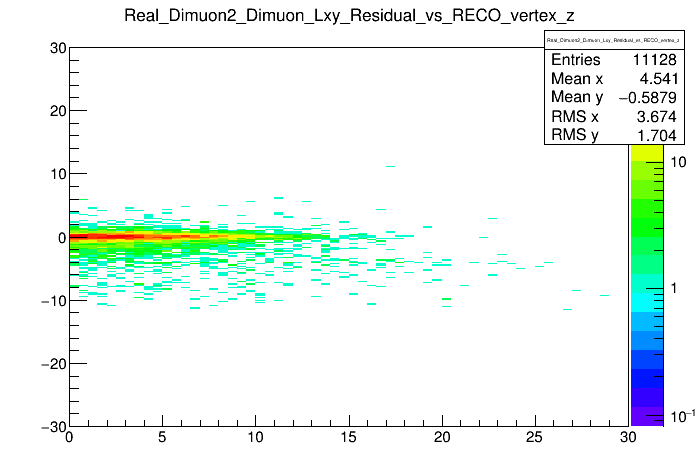 Real_Dimuon2_Dimuon_Lxy_Residual_vs_RECO_vertex_z
Real_Dimuon2_Dimuon_Lxy_Residual_vs_RECO_vertex_z
Entries 11128
Mean x 4.541
Mean y −0.5879
RMS x 3.674
RMS y 1.704
30
20
10
0
−10
−20
−30
0 5 10 15 20 25 30
10
1
10−1